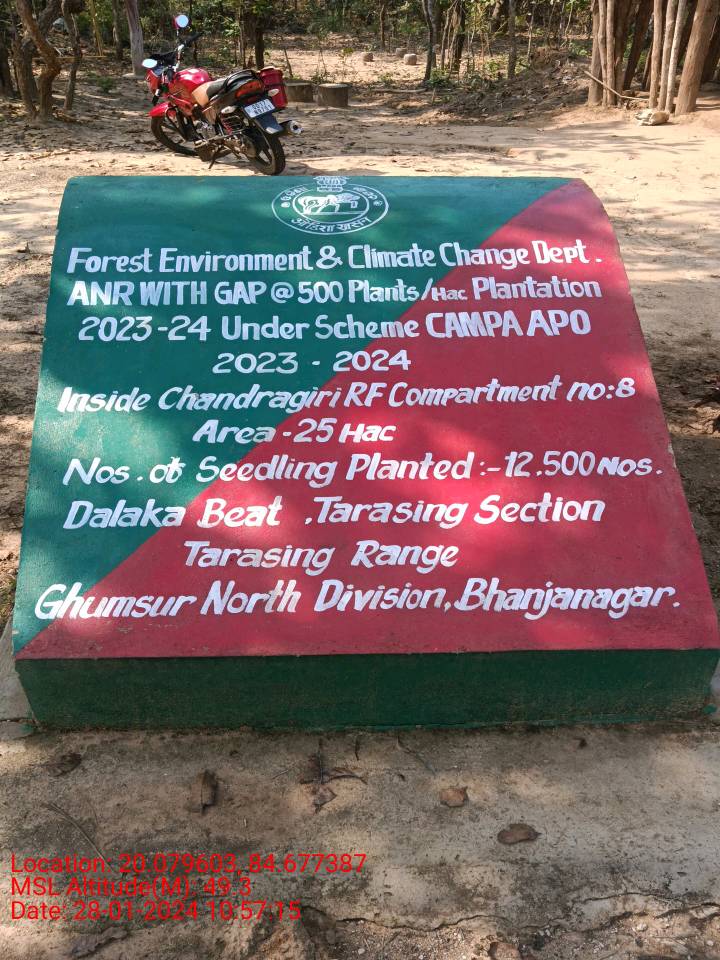 Forest Environment & Climate Change Dept.
ANR WITH GAP @ 500 Plants/Hac Plantation
2023-24 Under Scheme CAMPA APO
2023 - 2024
Inside Chandragiri RF Compartment no:8
Area - 25 Hac
Nos. of Seedling Planted :- 12.500 Nos.
Dalaka Beat ,Tarasing Section
Tarasing Range
Ghumsur North Division,Bhanjanagar.
Location: 20.079603, 84.677387
MSL Altitude(M): 49.3
Date: 28-01-2024 10:57:15